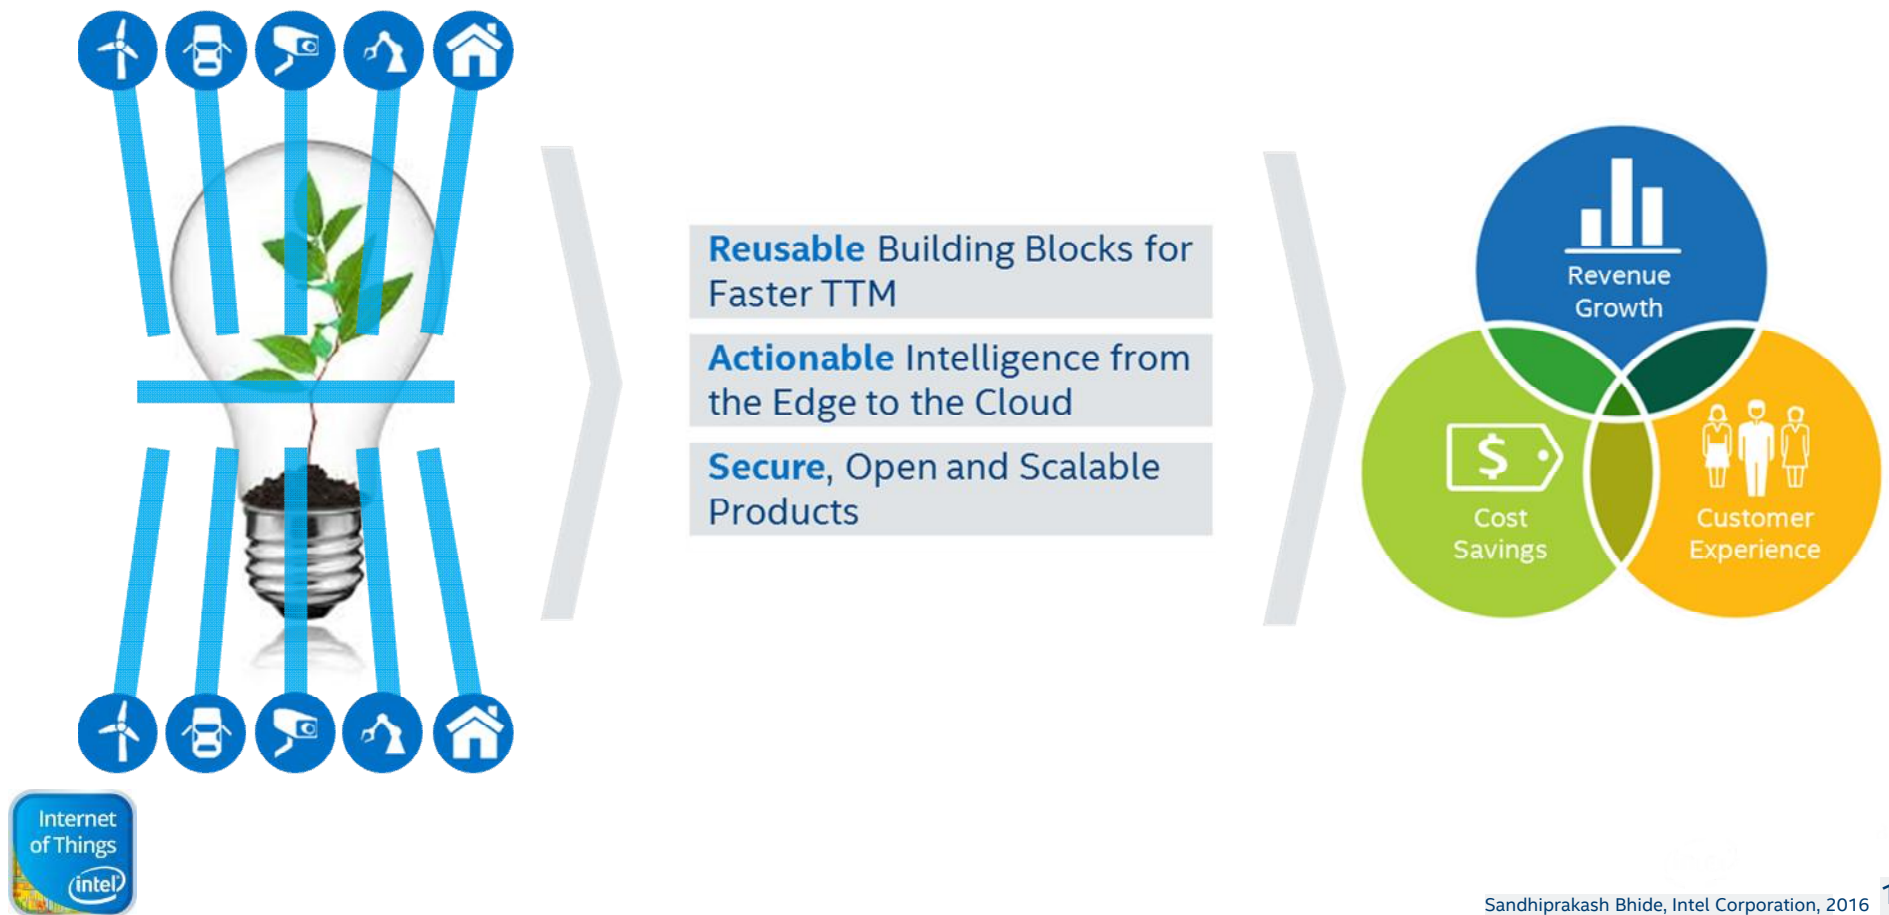 Reusable Building Blocks for
Faster TTM
Actionable Intelligence from
the Edge to the Cloud
Secure, Open and Scalable
Products
Revenue
Growth
$
Cost
Savings
Customer
Experience
Internet
of Things
intel
Sandhiprakash Bhide, Intel Corporation, 2016